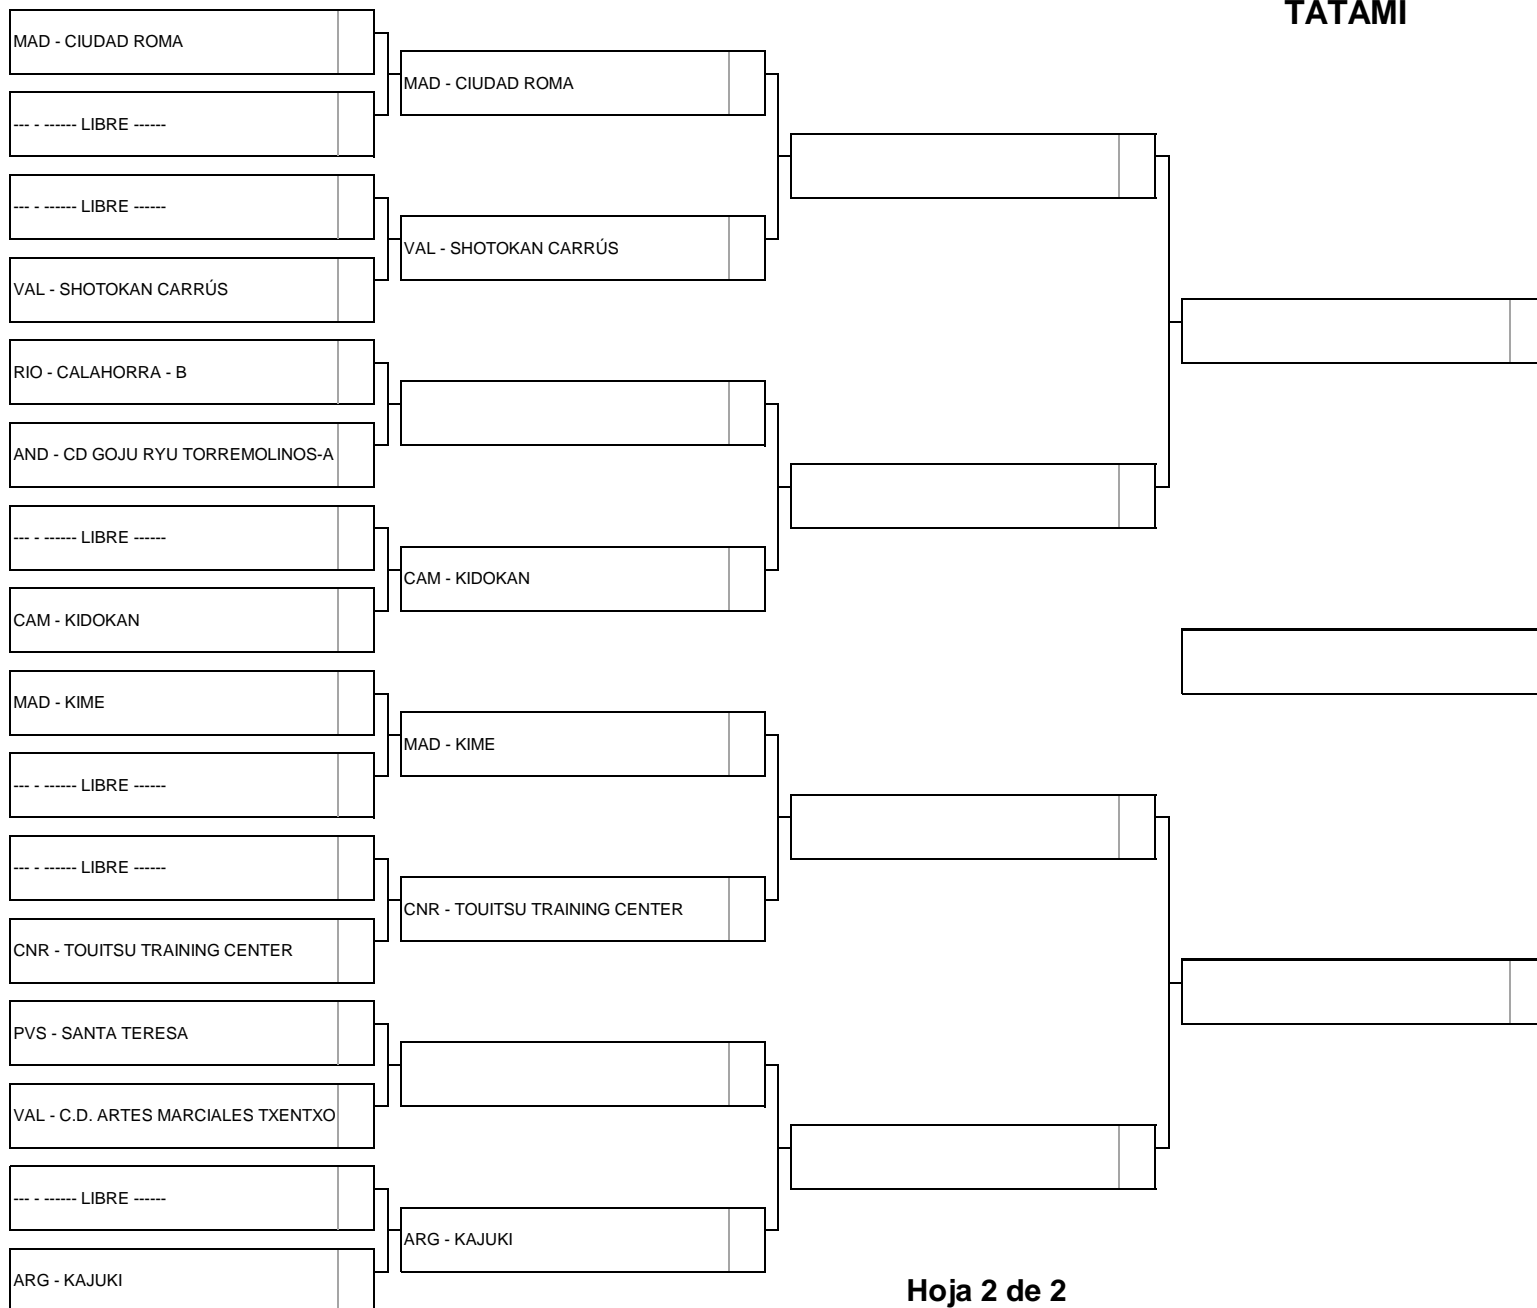 TATAMI
MAD - CIUDAD ROMA
--- - ------ LIBRE ------
--- - ------ LIBRE ------
VAL - SHOTOKAN CARRÚS
RIO - CALAHORRA - B
AND - CD GOJU RYU TORREMOLINOS-A
--- - ------ LIBRE ------
CAM - KIDOKAN
MAD - KIME
--- - ------ LIBRE ------
--- - ------ LIBRE ------
CNR - TOUITSU TRAINING CENTER
PVS - SANTA TERESA
VAL - C.D. ARTES MARCIALES TXENTXO
--- - ------ LIBRE ------
ARG - KAJUKI
MAD - CIUDAD ROMA
VAL - SHOTOKAN CARRÚS
CAM - KIDOKAN
MAD - KIME
CNR - TOUITSU TRAINING CENTER
ARG - KAJUKI
Hoja 2 de 2